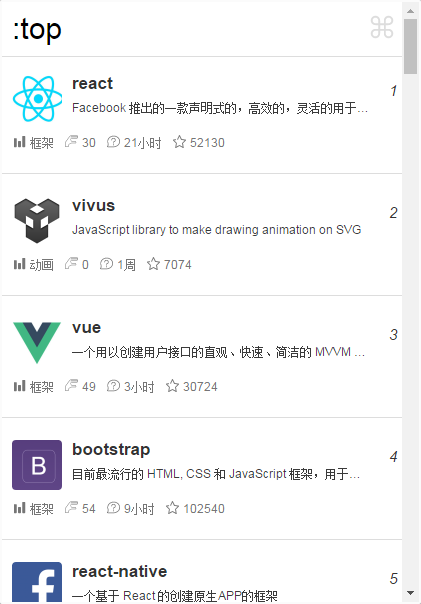 :top
react
1
Facebook 推出的一款声明式的，高效的，灵活的用于…
框架 30 21小时 52130
vivus
2
JavaScript library to make drawing animation on SVG
动画 0 1周 7074
vue
3
一个用以创建用户接口的直观、快速、简洁的 MVVM …
框架 49 3小时 30724
B
bootstrap
4
目前最流行的 HTML, CSS 和 JavaScript 框架，用于…
框架 54 9小时 102540
f
react-native
5
一个基于 React 的创建原生APP的框架